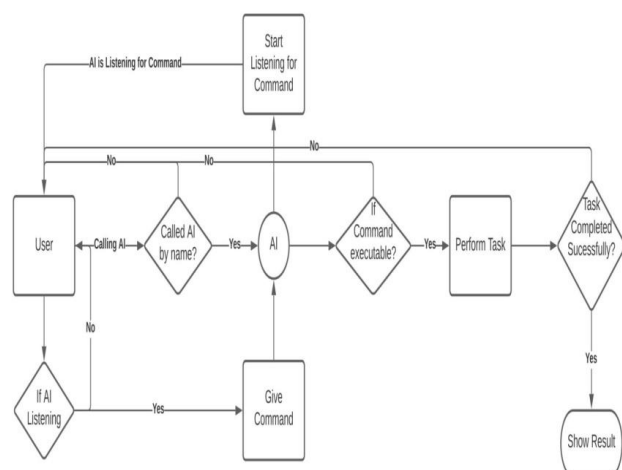 Start
Listening for
Command
AI is Listening for Command
No
No
No
User
Calling AI
Called AI
by name?
Yes
AI
If
Command
executable?
Yes
Perform Task
Task
Completed
Sucessfully?
No
Yes
If AI
Listening
Yes
Give
Command
Show Result